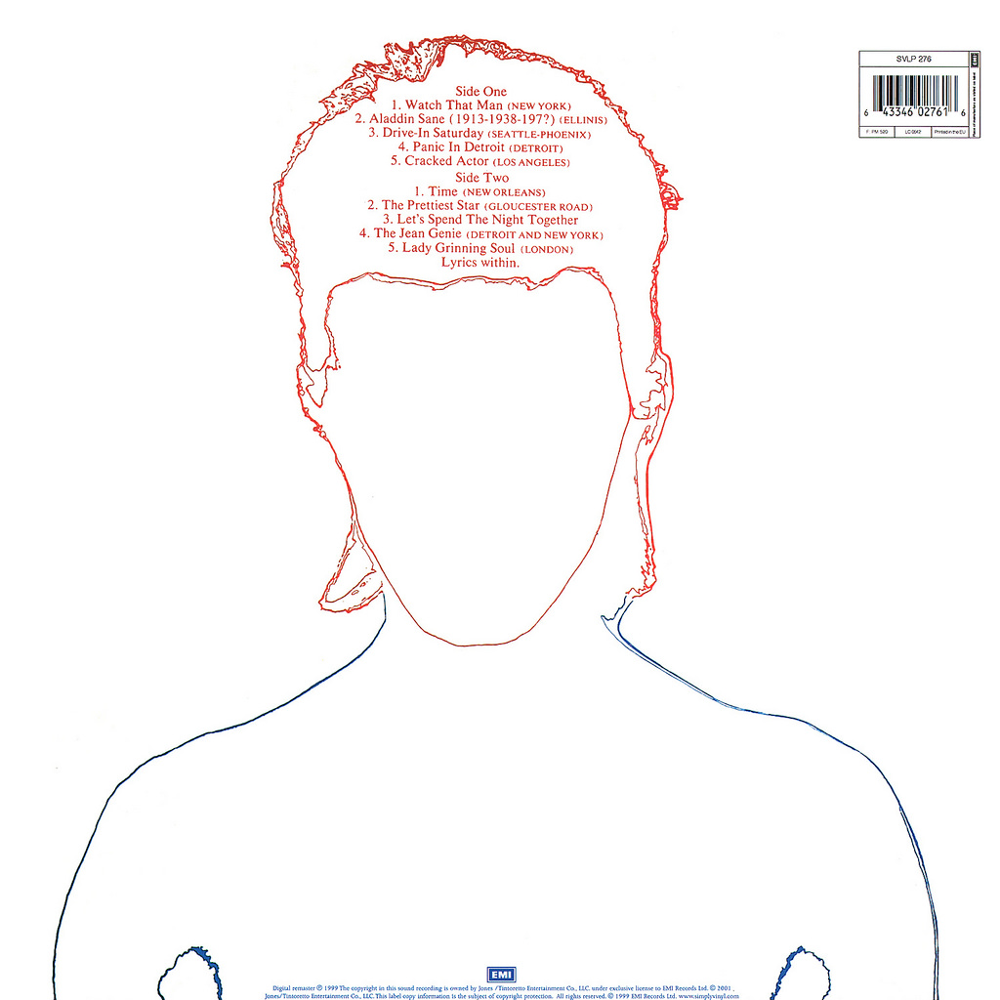 Side One
1. Watch That Man (NEW YORK)
2. Aladdin Sane (1913-1938-197?) (ELLINIS)
3. Drive-In Saturday (SEATTLE-PHOENIX)
4. Panic In Detroit (DETROIT)
5. Cracked Actor (LOS ANGELES)
Side Two
1. Time (NEW ORLEANS)
2. The Prettiest Star (GLOUCESTER ROAD)
3. Let's Spend The Night Together
4. The Jean Genie (DETROIT AND NEW YORK)
5. Lady Grinning Soul (LONDON)
Lyrics within.
SVLP 276
EMI
6 43346 02761 6
F: PM 520 LC 0542 Printed in the EU
EMI
Digital remaster ℗ 1999 The copyright in this sound recording is owned by Jones / Tintoretto Entertainment Co., LLC. under exclusive license to EMI Records Ltd. © 2001 .
Jones/Tintoretto Entertainment Co., LLC. This label copy information is the subject of copyright protection. All rights reserved. © 1999 EMI Records Ltd. www.simplyvinyl.com